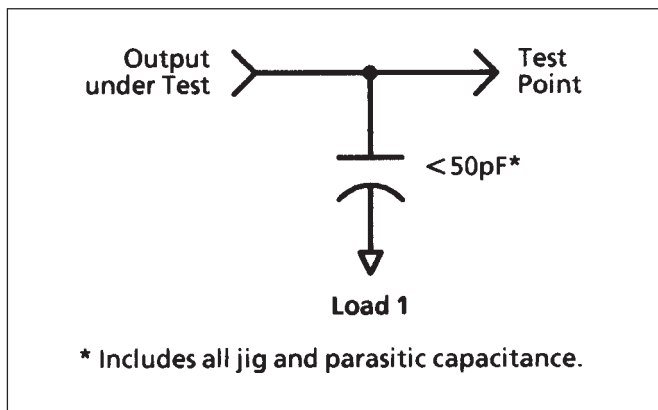 Output
under Test
Test
Point
<50pF*
Load 1
* Includes all jig and parasitic capacitance.